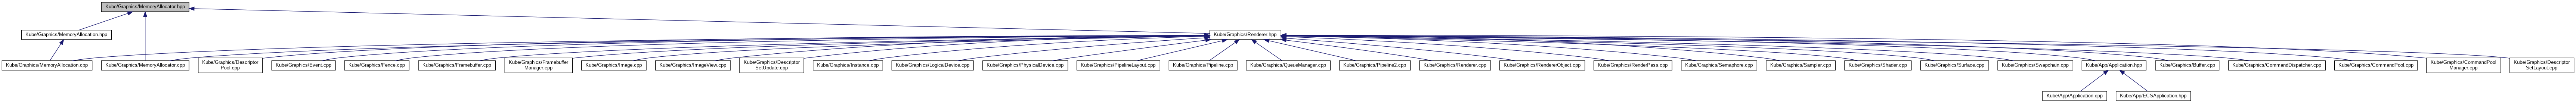 Kube/Graphics/MemoryAllocator.hpp
Kube/Graphics/MemoryAllocation.hpp
Kube/Graphics/Renderer.hpp
Kube/Graphics/MemoryAllocation.cpp
Kube/Graphics/MemoryAllocator.cpp
Kube/Graphics/Descriptor
Pool.cpp
Kube/Graphics/Event.cpp
Kube/Graphics/Fence.cpp
Kube/Graphics/Framebuffer.cpp
Kube/Graphics/Framebuffer
Manager.cpp
Kube/Graphics/Image.cpp
Kube/Graphics/ImageView.cpp
Kube/Graphics/Descriptor
SetUpdate.cpp
Kube/Graphics/Instance.cpp
Kube/Graphics/LogicalDevice.cpp
Kube/Graphics/PhysicalDevice.cpp
Kube/Graphics/PipelineLayout.cpp
Kube/Graphics/Pipeline.cpp
Kube/Graphics/QueueManager.cpp
Kube/Graphics/Pipeline2.cpp
Kube/Graphics/Renderer.cpp
Kube/Graphics/RendererObject.cpp
Kube/Graphics/RenderPass.cpp
Kube/Graphics/Semaphore.cpp
Kube/Graphics/Sampler.cpp
Kube/Graphics/Shader.cpp
Kube/Graphics/Surface.cpp
Kube/Graphics/Swapchain.cpp
Kube/App/Application.hpp
Kube/Graphics/Buffer.cpp
Kube/Graphics/CommandDispatcher.cpp
Kube/Graphics/CommandPool.cpp
Kube/Graphics/CommandPool
Manager.cpp
Kube/Graphics/Descriptor
SetLayout.cpp
Kube/App/Application.cpp
Kube/App/ECSApplication.hpp